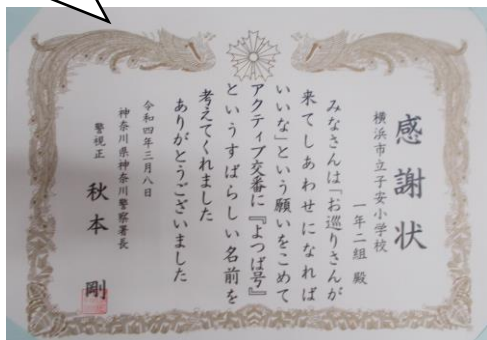 感謝状
横浜市立子安小学校
一年二組 殿
みなさんは「お巡りさんが
来てしあわせになれば
いいな」という願いをこめて
アクティブ交番に『よつば号』
というすばらしい名前を
考えてくれました
ありがとうございました
令和四年三月八日
神奈川県神奈川警察署長
警視正 秋本 剛